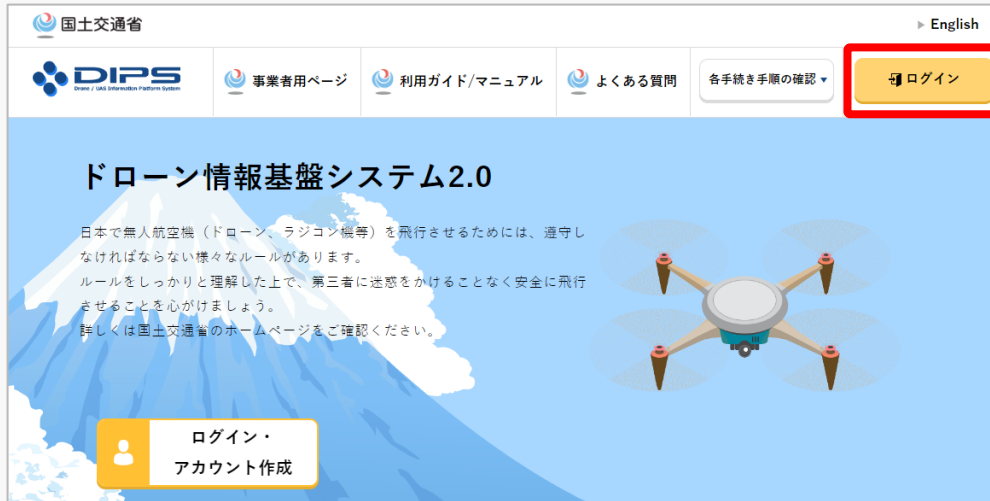 国土交通省
▶ English
DIPS
Drone / UAS Information Platform System
事業者用ページ
利用ガイド/マニュアル
よくある質問
各手続き手順の確認▼
ログイン
ドローン情報基盤システム2.0
日本で無人航空機（ドローン、ラジコン機等）を飛行させるためには、遵守し
なければならない様々なルールがあります。
ルールをしっかりと理解した上で、第三者に迷惑をかけることなく安全に飛行
させることを心がけましょう。
詳しくは国土交通省のホームページをご確認ください。
ログイン・
アカウント作成